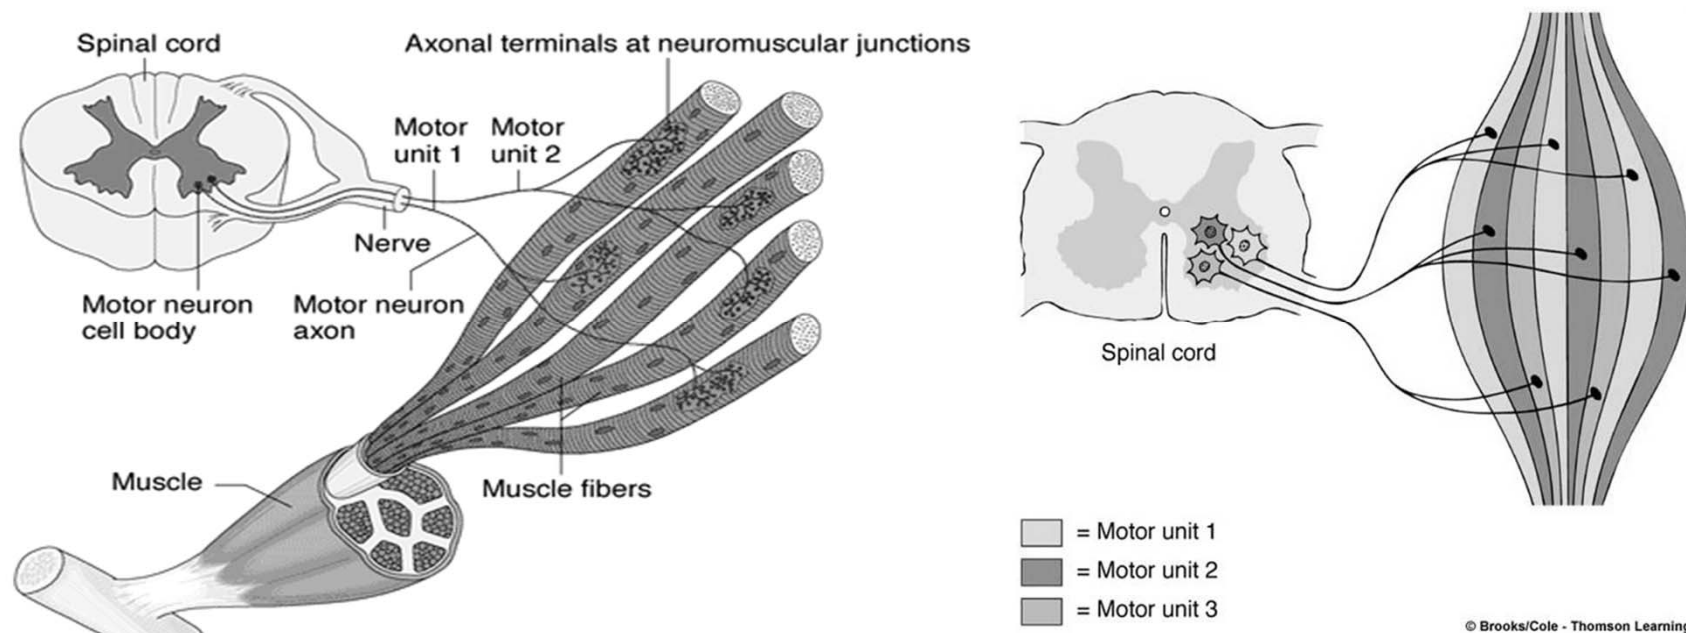 Spinal cord
Axonal terminals at neuromuscular junctions
Motor
unit 1
Motor
unit 2
Nerve
Motor neuron
cell body
Motor neuron
axon
Muscle
Muscle fibers
Spinal cord
= Motor unit 1
= Motor unit 2
= Motor unit 3
© Brooks/Cole - Thomson Learning